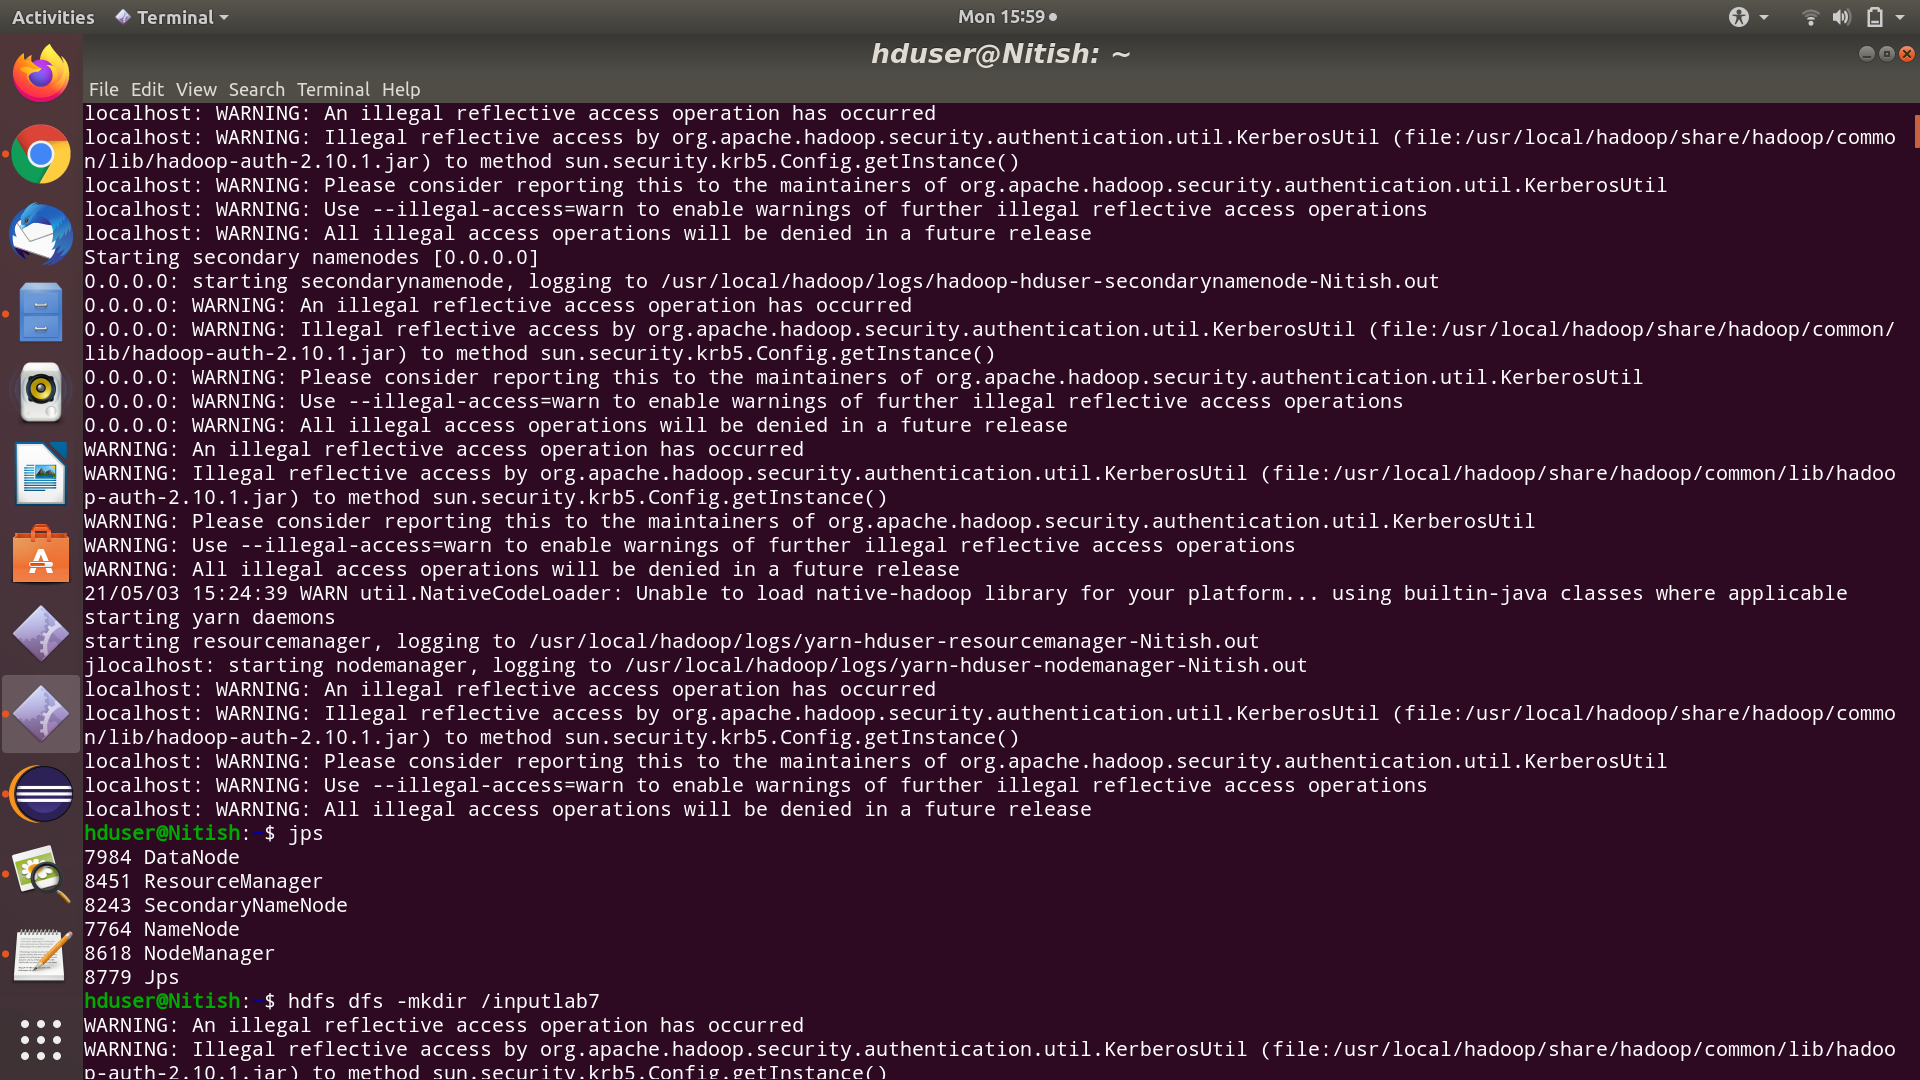 Activities Terminal Mon 15:59
hduser@Nitish: ~
File Edit View Search Terminal Help
localhost: WARNING: An illegal reflective access operation has occurred
localhost: WARNING: Illegal reflective access by org.apache.hadoop.security.authentication.util.KerberosUtil (file:/usr/local/hadoop/share/hadoop/commo
n/lib/hadoop-auth-2.10.1.jar) to method sun.security.krb5.Config.getInstance()
localhost: WARNING: Please consider reporting this to the maintainers of org.apache.hadoop.security.authentication.util.KerberosUtil
localhost: WARNING: Use --illegal-access=warn to enable warnings of further illegal reflective access operations
localhost: WARNING: All illegal access operations will be denied in a future release
Starting secondary namenodes [0.0.0.0]
0.0.0.0: starting secondarynamenode, logging to /usr/local/hadoop/logs/hadoop-hduser-secondarynamenode-Nitish.out
0.0.0.0: WARNING: An illegal reflective access operation has occurred
0.0.0.0: WARNING: Illegal reflective access by org.apache.hadoop.security.authentication.util.KerberosUtil (file:/usr/local/hadoop/share/hadoop/common/
lib/hadoop-auth-2.10.1.jar) to method sun.security.krb5.Config.getInstance()
0.0.0.0: WARNING: Please consider reporting this to the maintainers of org.apache.hadoop.security.authentication.util.KerberosUtil
0.0.0.0: WARNING: Use --illegal-access=warn to enable warnings of further illegal reflective access operations
0.0.0.0: WARNING: All illegal access operations will be denied in a future release
WARNING: An illegal reflective access operation has occurred
WARNING: Illegal reflective access by org.apache.hadoop.security.authentication.util.KerberosUtil (file:/usr/local/hadoop/share/hadoop/common/lib/hadoo
p-auth-2.10.1.jar) to method sun.security.krb5.Config.getInstance()
WARNING: Please consider reporting this to the maintainers of org.apache.hadoop.security.authentication.util.KerberosUtil
WARNING: Use --illegal-access=warn to enable warnings of further illegal reflective access operations
WARNING: All illegal access operations will be denied in a future release
21/05/03 15:24:39 WARN util.NativeCodeLoader: Unable to load native-hadoop library for your platform... using builtin-java classes where applicable
starting yarn daemons
starting resourcemanager, logging to /usr/local/hadoop/logs/yarn-hduser-resourcemanager-Nitish.out
jlocalhost: starting nodemanager, logging to /usr/local/hadoop/logs/yarn-hduser-nodemanager-Nitish.out
localhost: WARNING: An illegal reflective access operation has occurred
localhost: WARNING: Illegal reflective access by org.apache.hadoop.security.authentication.util.KerberosUtil (file:/usr/local/hadoop/share/hadoop/commo
n/lib/hadoop-auth-2.10.1.jar) to method sun.security.krb5.Config.getInstance()
localhost: WARNING: Please consider reporting this to the maintainers of org.apache.hadoop.security.authentication.util.KerberosUtil
localhost: WARNING: Use --illegal-access=warn to enable warnings of further illegal reflective access operations
localhost: WARNING: All illegal access operations will be denied in a future release
hduser@Nitish:~$ jps
7984 DataNode
8451 ResourceManager
8243 SecondaryNameNode
7764 NameNode
8618 NodeManager
8779 Jps
hduser@Nitish:~$ hdfs dfs -mkdir /inputlab7
WARNING: An illegal reflective access operation has occurred
WARNING: Illegal reflective access by org.apache.hadoop.security.authentication.util.KerberosUtil (file:/usr/local/hadoop/share/hadoop/common/lib/hadoo
p-auth-2.10.1.jar) to method sun.security.krb5.Config.getInstance()